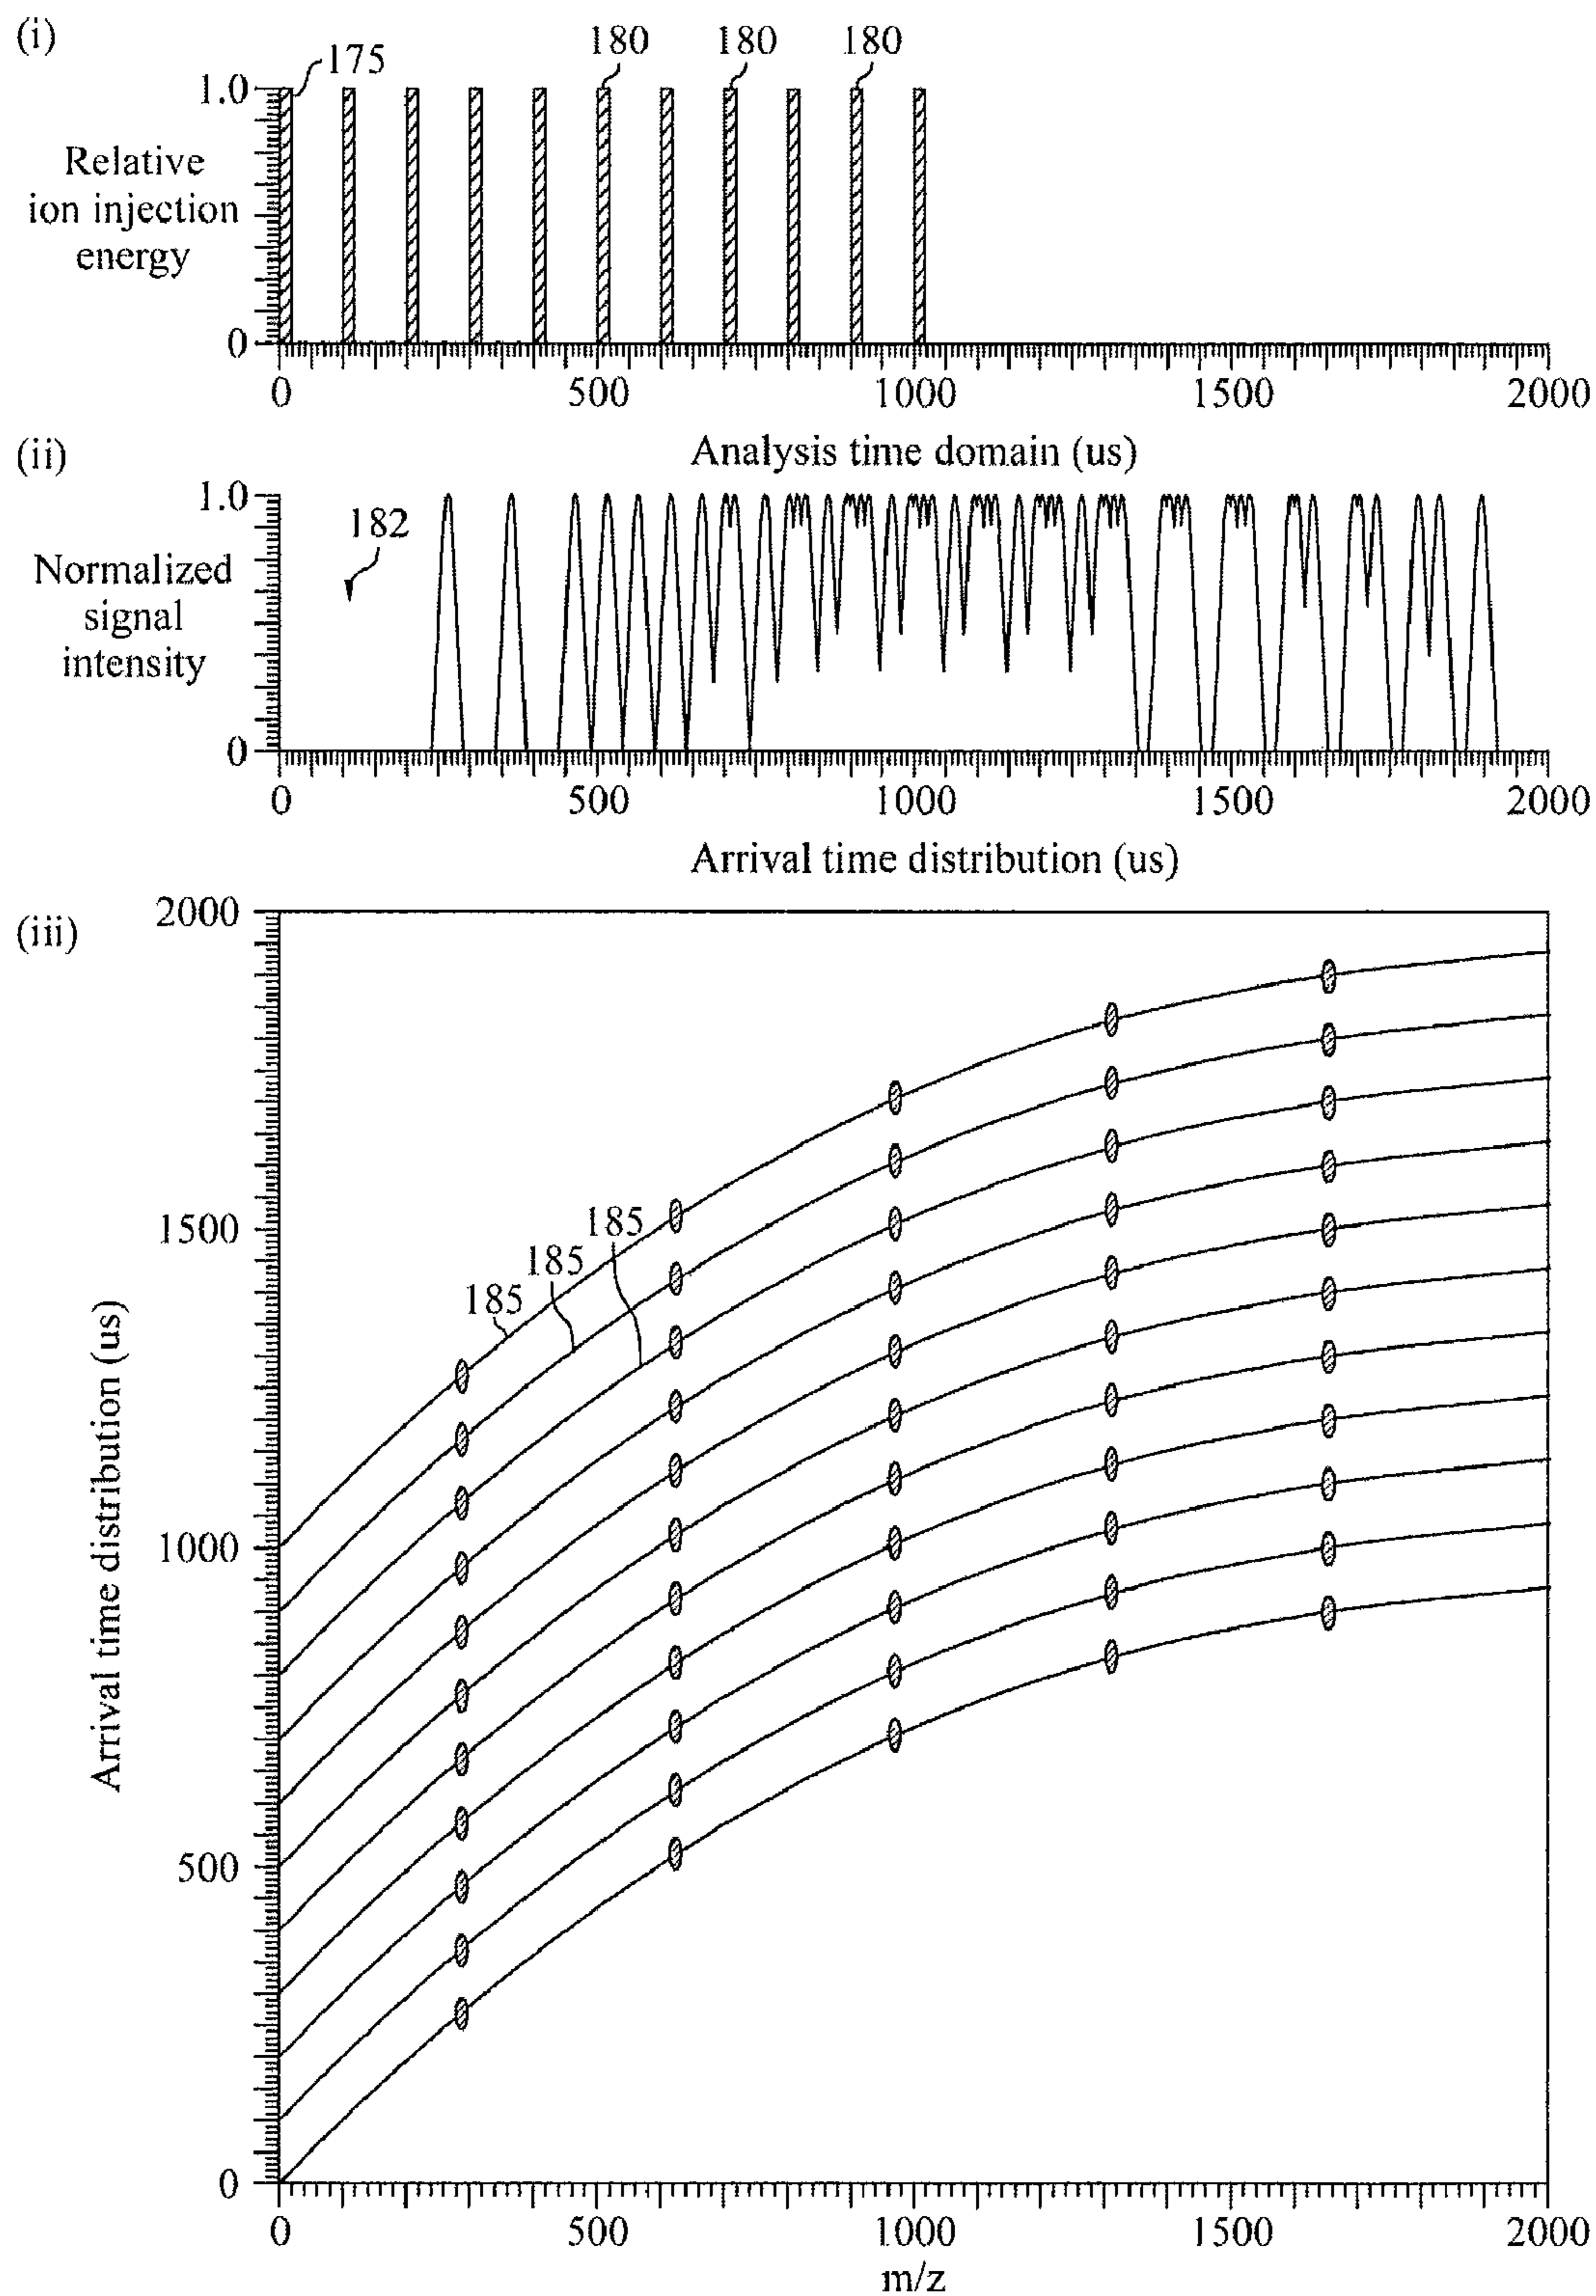 (i)
175
180
180
180
1.0
Relative
ion injection
energy
0
0
500
1000
1500
2000
Analysis time domain (us)
(ii)
1.0
182
Normalized
signal
intensity
0
0
500
1000
1500
2000
Arrival time distribution (us)
(iii)
2000
1500
185
185
185
Arrival time distribution (us)
1000
500
0
0
500
1000
1500
2000
m/z